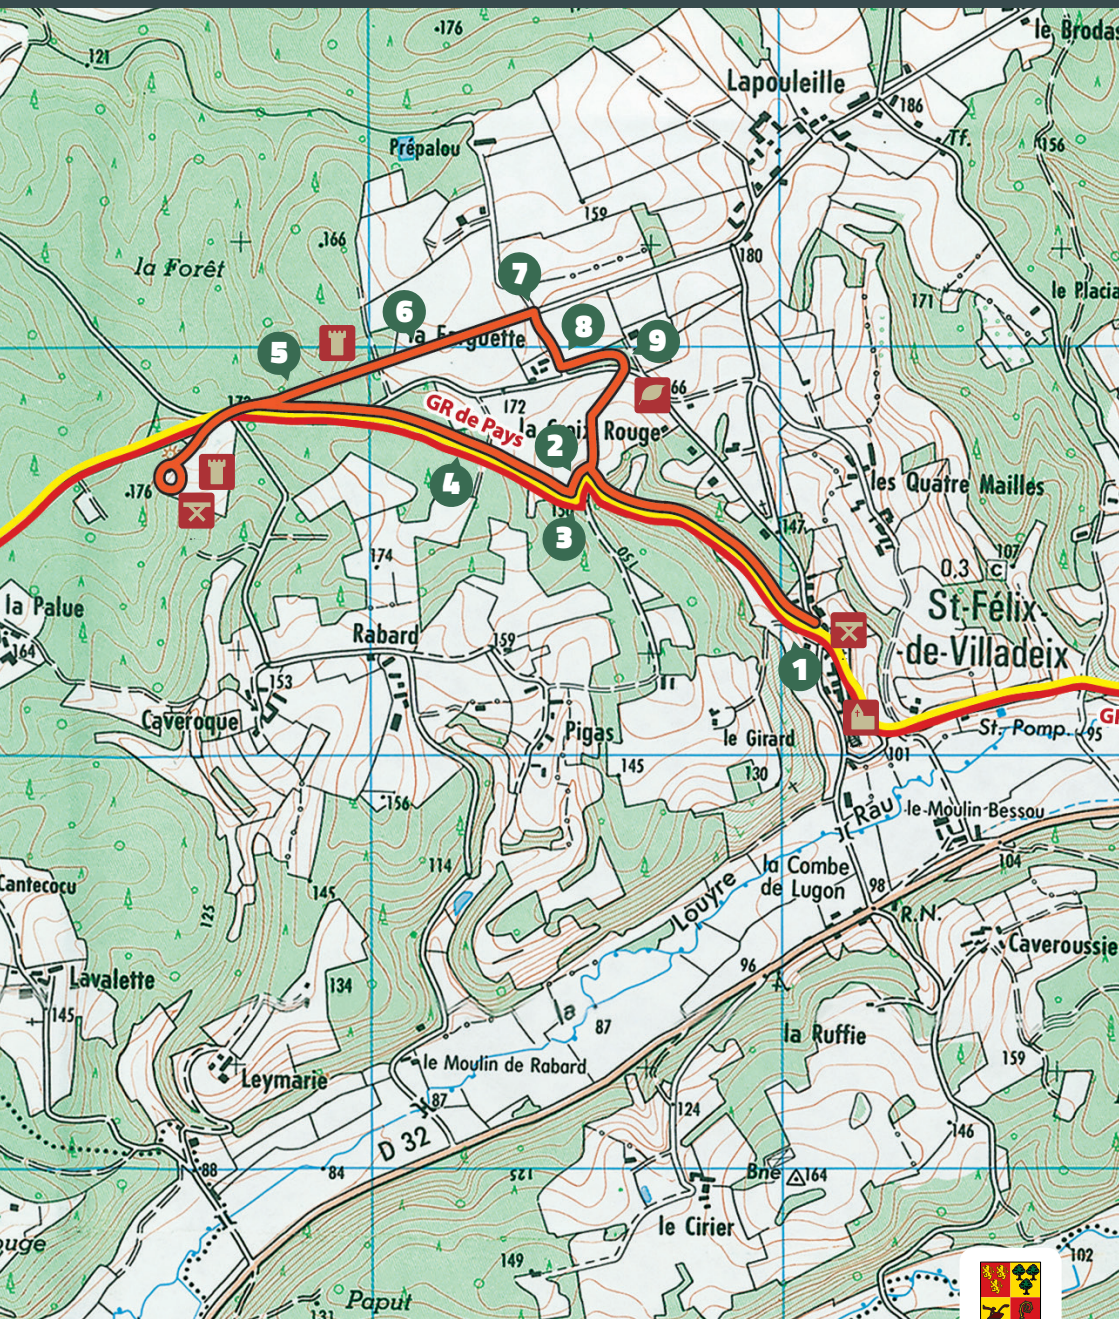 176
le Brodas
121
Lapouleille
186
Tf.
156
Prépalou
159
166
la Forêt
180
7
171
le Placia
6
8
9
5
172
GR de Pays
66
la Croix Rouge
2
4
176
les Quatre Mailles
3
147
150
107
0,3
C
174
St-Félix-
-de-Villadeix
la Palue
164
Rabard
159
1
153
Caveroque
Pigas
le Girard
St-Pomp.
95
GR
101
145
130
156
Rau
le Moulin-Bessou
114
104
la Combe
de Lugon
98
Cantecocu
145
125
Louyre
R.N.
Caveroussie
Lavalette
134
96
145
la
87
la Ruffie
159
le Moulin de Rabard
Leymarie
87
124
D 32
146
88
84
125
Bne
164
le Cirier
ouge
149
102
131
Paput